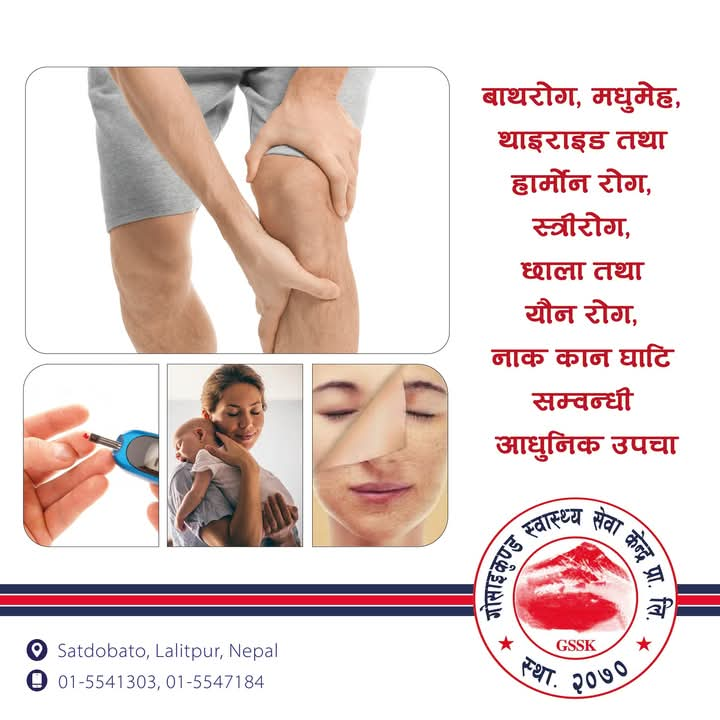 बाथरोग, मधुमेह,
थाइराइड तथा
हार्मोन रोग,
स्त्रीरोग,
छाला तथा
यौन रोग,
नाक कान घाटि
सम्वन्धी
आधुनिक उपचा
गोसाइकुण्ड स्वास्थ्य सेवा केन्द्र प्रा. लि.
GSSK
स्था. २०७०
Satdobato, Lalitpur, Nepal
01-5541303, 01-5547184